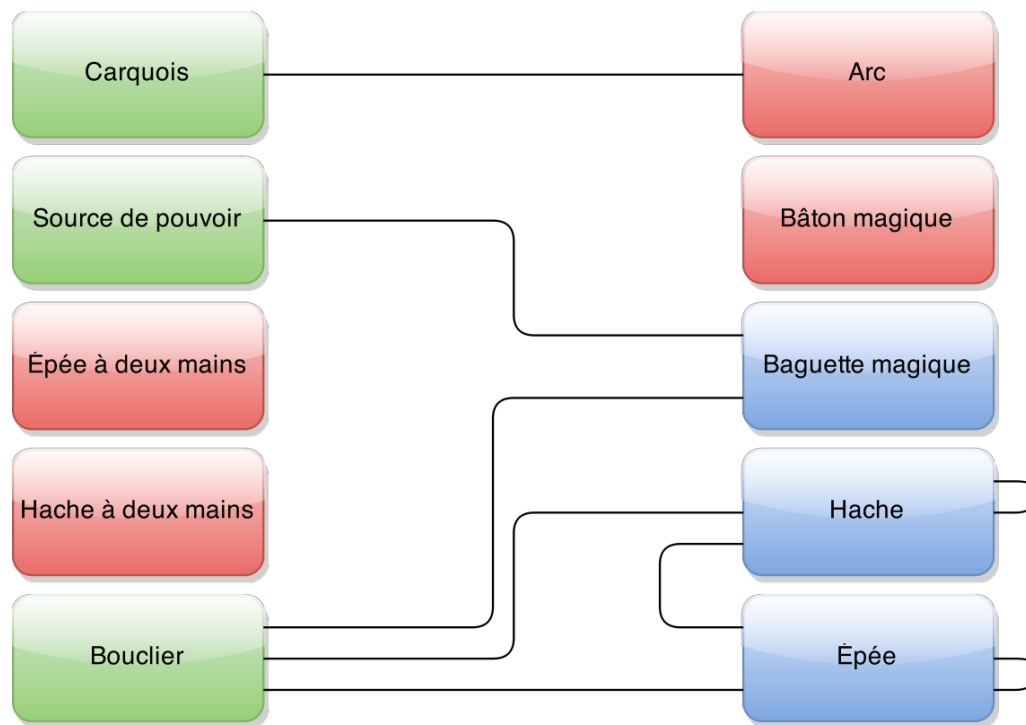 Carquois
Arc
Source de pouvoir
Bâton magique
Épée à deux mains
Baguette magique
Hache à deux mains
Hache
Bouclier
Épée